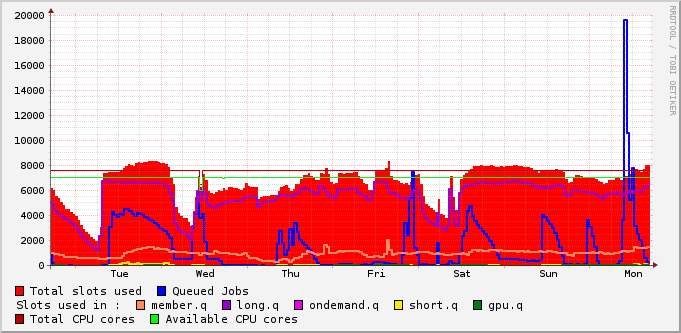 20000
18000
16000
14000
12000
10000
8000
6000
4000
2000
0
Tue Wed Thu Fri Sat Sun Mon
RRDTOOL / TOBI OETIKER
Total slots used Queued Jobs
Slots used in : member.q long.q ondemand.q short.q gpu.q
Total CPU cores Available CPU cores